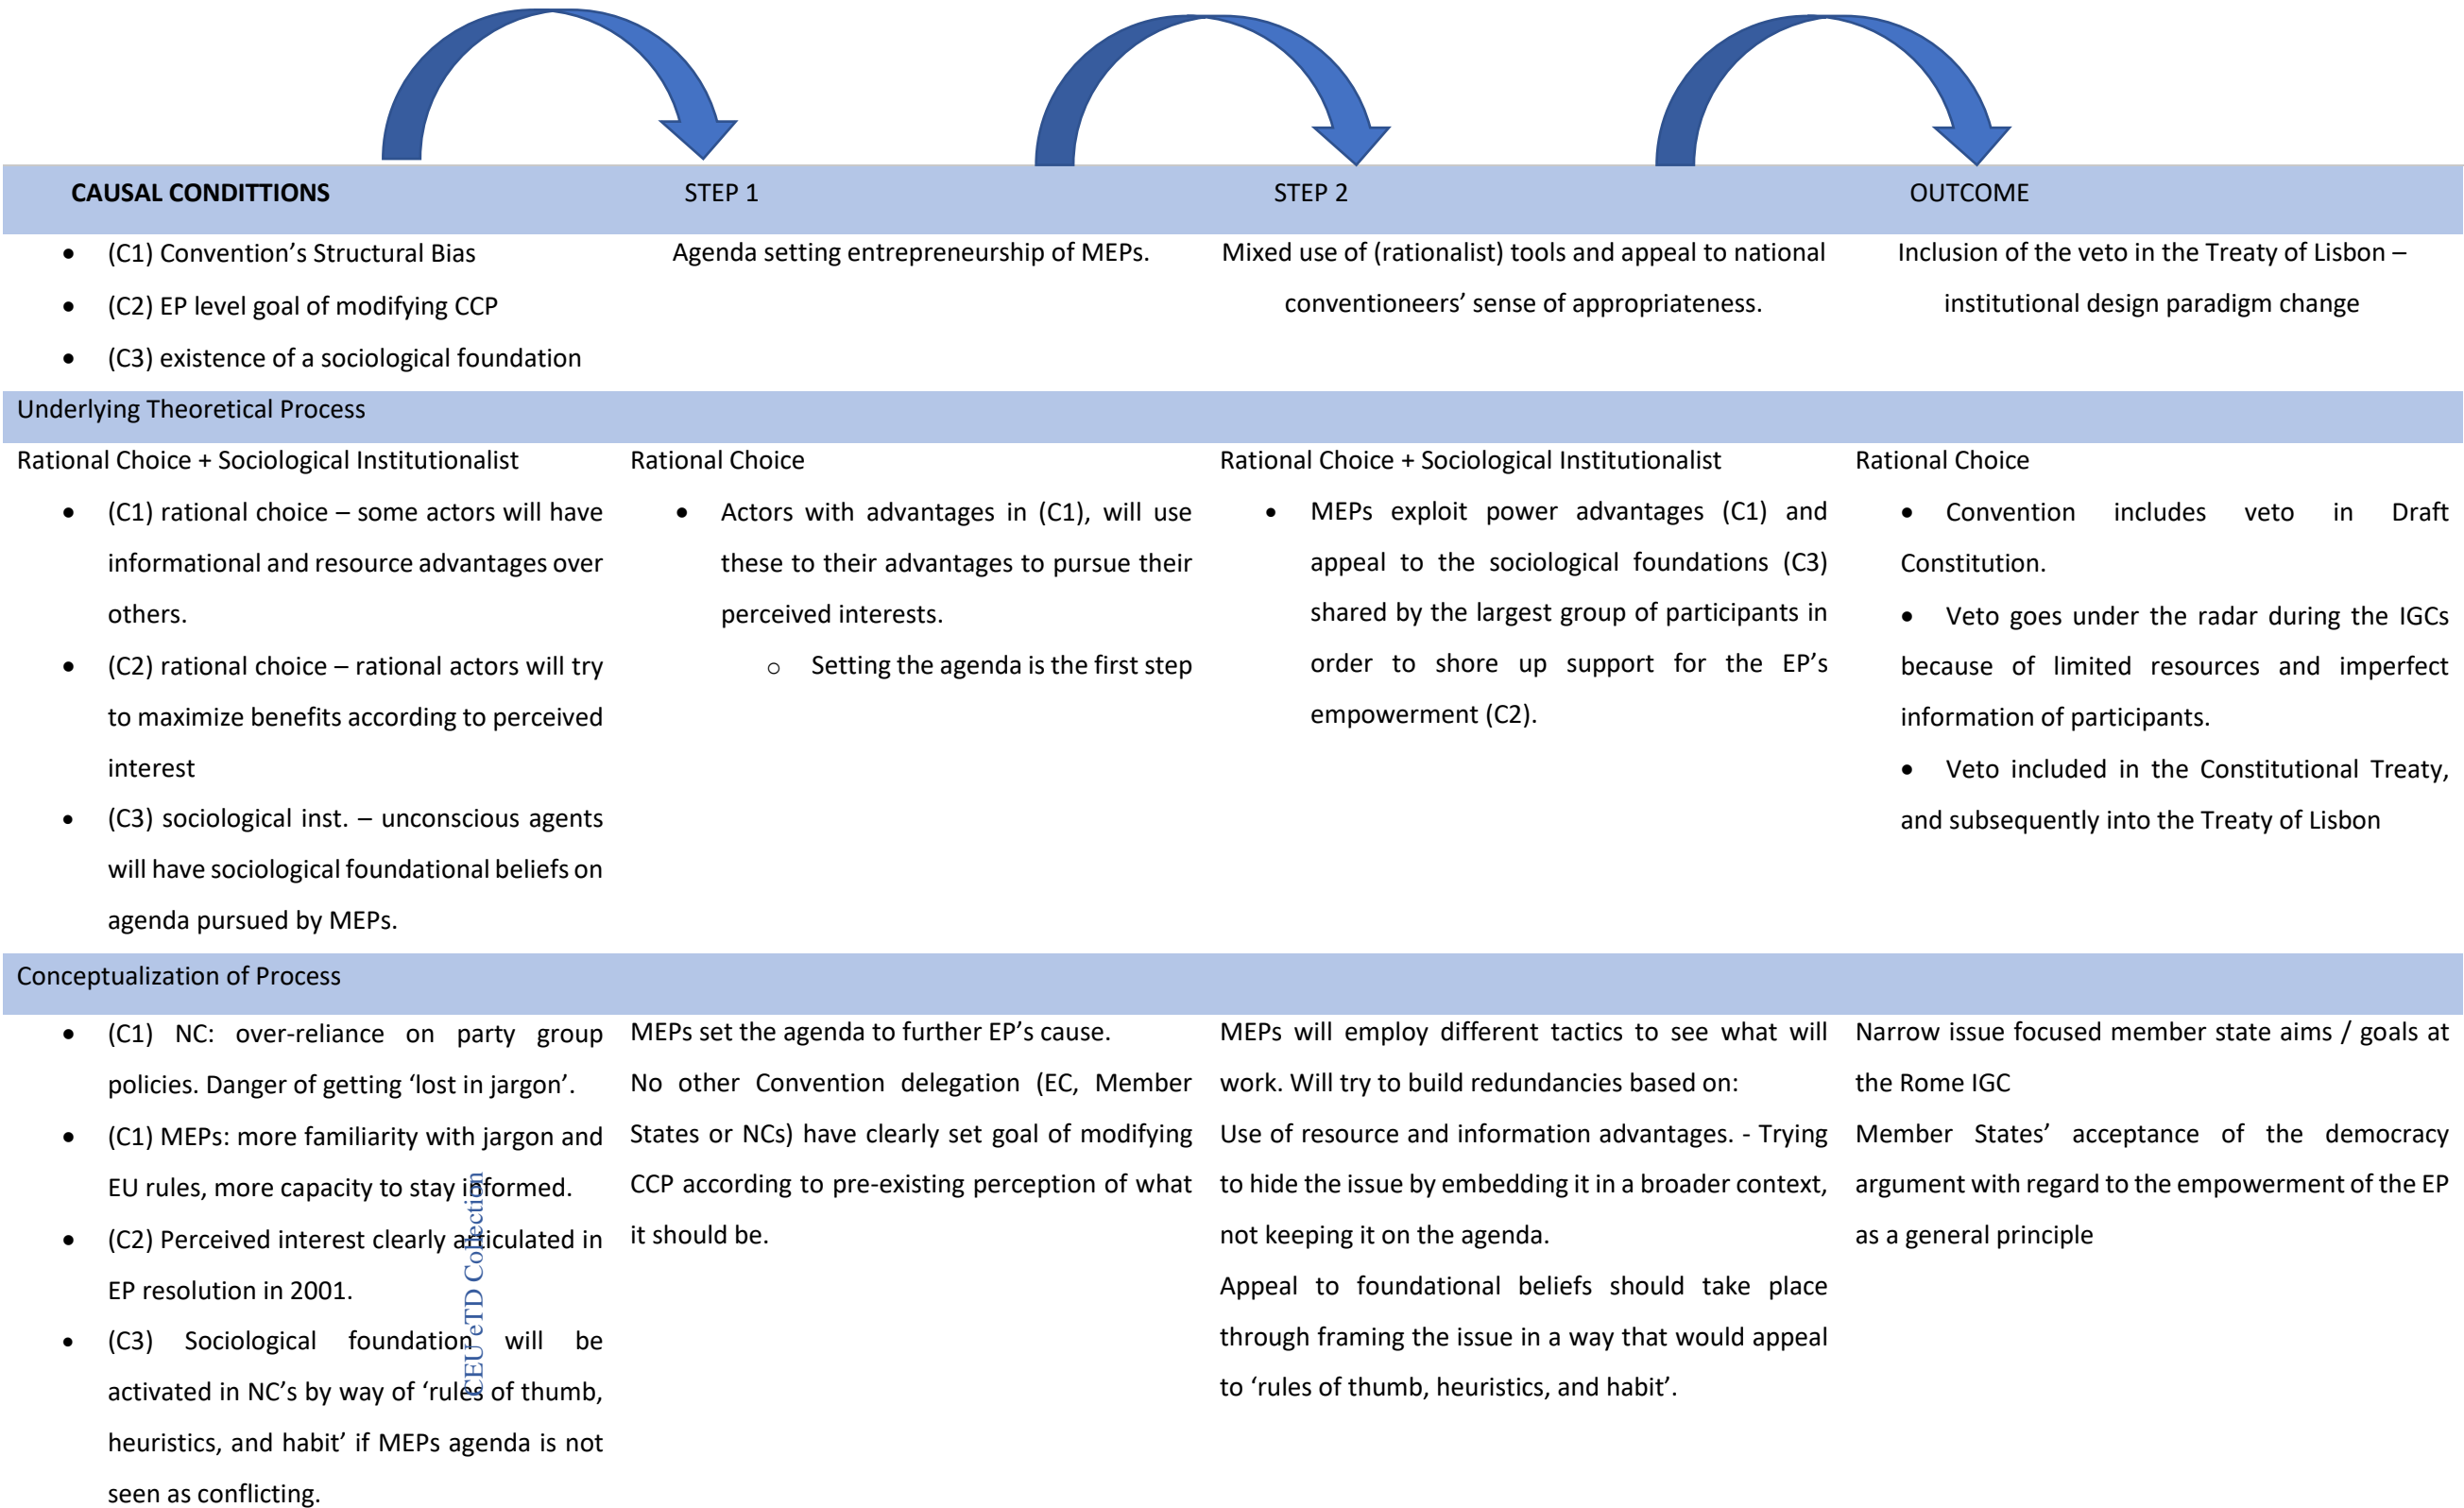 CAUSAL CONDITTIONS
STEP 1
STEP 2
OUTCOME
• (C1) Convention’s Structural Bias
• (C2) EP level goal of modifying CCP
• (C3) existence of a sociological foundation
Agenda setting entrepreneurship of MEPs.
Mixed use of (rationalist) tools and appeal to national
conventioneers’ sense of appropriateness.
Inclusion of the veto in the Treaty of Lisbon –
institutional design paradigm change
Underlying Theoretical Process
Rational Choice + Sociological Institutionalist
• (C1) rational choice – some actors will have
informational and resource advantages over
others.
• (C2) rational choice – rational actors will try
to maximize benefits according to perceived
interest
• (C3) sociological inst. – unconscious agents
will have sociological foundational beliefs on
agenda pursued by MEPs.
Rational Choice
• Actors with advantages in (C1), will use
these to their advantages to pursue their
perceived interests.
o Setting the agenda is the first step
Rational Choice + Sociological Institutionalist
• MEPs exploit power advantages (C1) and
appeal to the sociological foundations (C3)
shared by the largest group of participants in
order to shore up support for the EP’s
empowerment (C2).
Rational Choice
• Convention includes veto in Draft
Constitution.
• Veto goes under the radar during the IGCs
because of limited resources and imperfect
information of participants.
• Veto included in the Constitutional Treaty,
and subsequently into the Treaty of Lisbon
Conceptualization of Process
• (C1) NC: over-reliance on party group
policies. Danger of getting ‘lost in jargon’.
• (C1) MEPs: more familiarity with jargon and
EU rules, more capacity to stay informed.
• (C2) Perceived interest clearly articulated in
EP resolution in 2001.
• (C3) Sociological foundation will be
activated in NC’s by way of ‘rules of thumb,
heuristics, and habit’ if MEPs agenda is not
seen as conflicting.
MEPs set the agenda to further EP’s cause.
No other Convention delegation (EC, Member
States or NCs) have clearly set goal of modifying
CCP according to pre-existing perception of what
it should be.
MEPs will employ different tactics to see what will
work. Will try to build redundancies based on:
Use of resource and information advantages. - Trying
to hide the issue by embedding it in a broader context,
not keeping it on the agenda.
Appeal to foundational beliefs should take place
through framing the issue in a way that would appeal
to ‘rules of thumb, heuristics, and habit’.
Narrow issue focused member state aims / goals at
the Rome IGC
Member States’ acceptance of the democracy
argument with regard to the empowerment of the EP
as a general principle
CEU eTD Collection